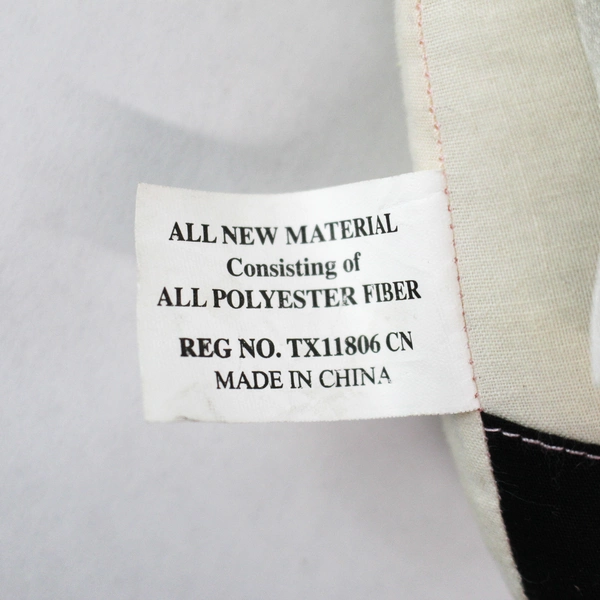 ALL NEW MATERIAL
Consisting of
ALL POLYESTER FIBER
REG NO. TX11806 CN
MADE IN CHINA